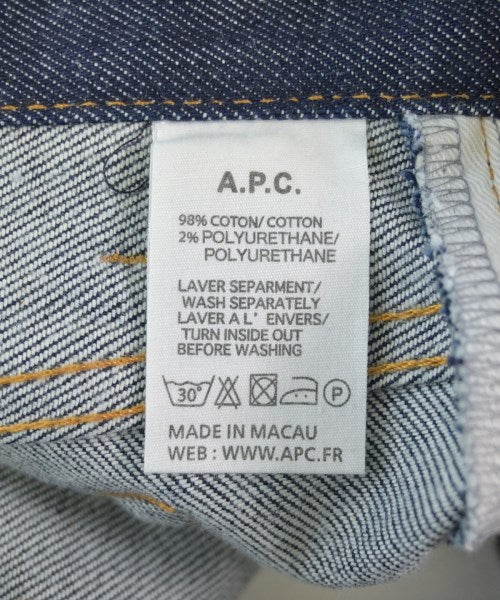 A.P.C.
98% COTON/ COTTON
2% POLYURETHANE/
POLYURETHANE
LAVER SEPARMENT/
WASH SEPARATELY
LAVER A L' ENVERS/
TURN INSIDE OUT
BEFORE WASHING
30° P
MADE IN MACAU
WEB : WWW.APC.FR